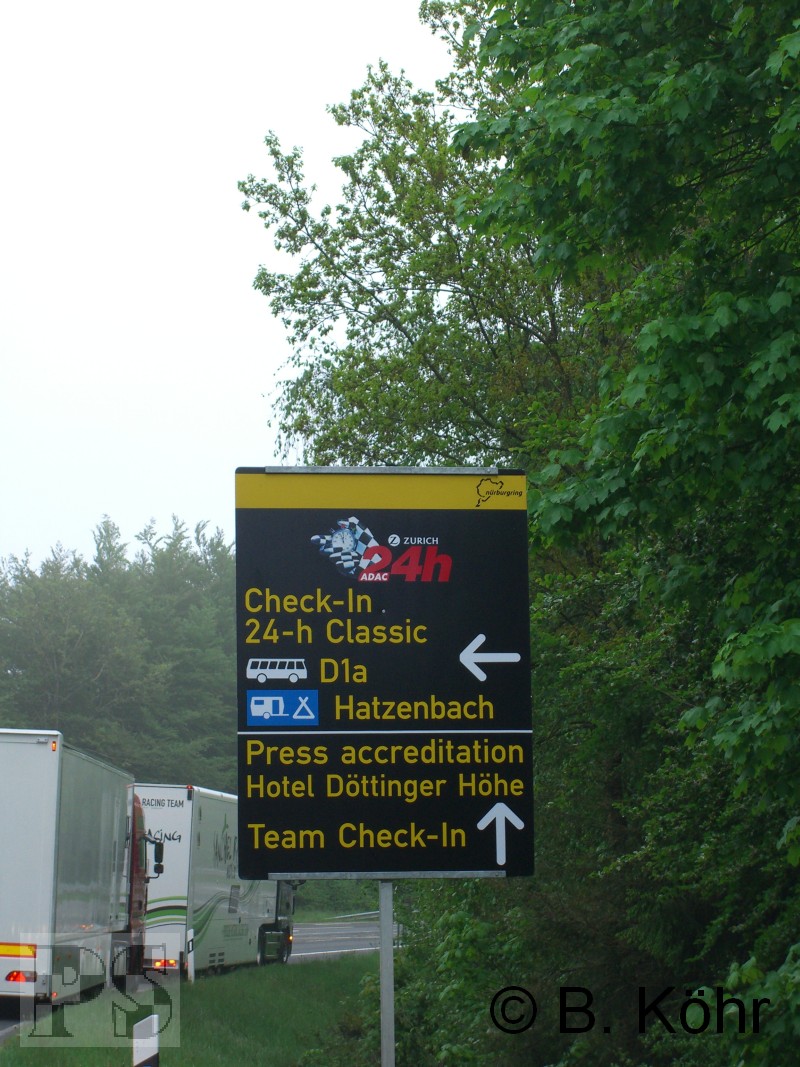 nürburgring
Z ZURICH
24h
ADAC
Check-In
24-h Classic
D1a
Hatzenbach
Press accreditation
Hotel Döttinger Höhe
Team Check-In
RACING TEAM
PS
© B. Köhr